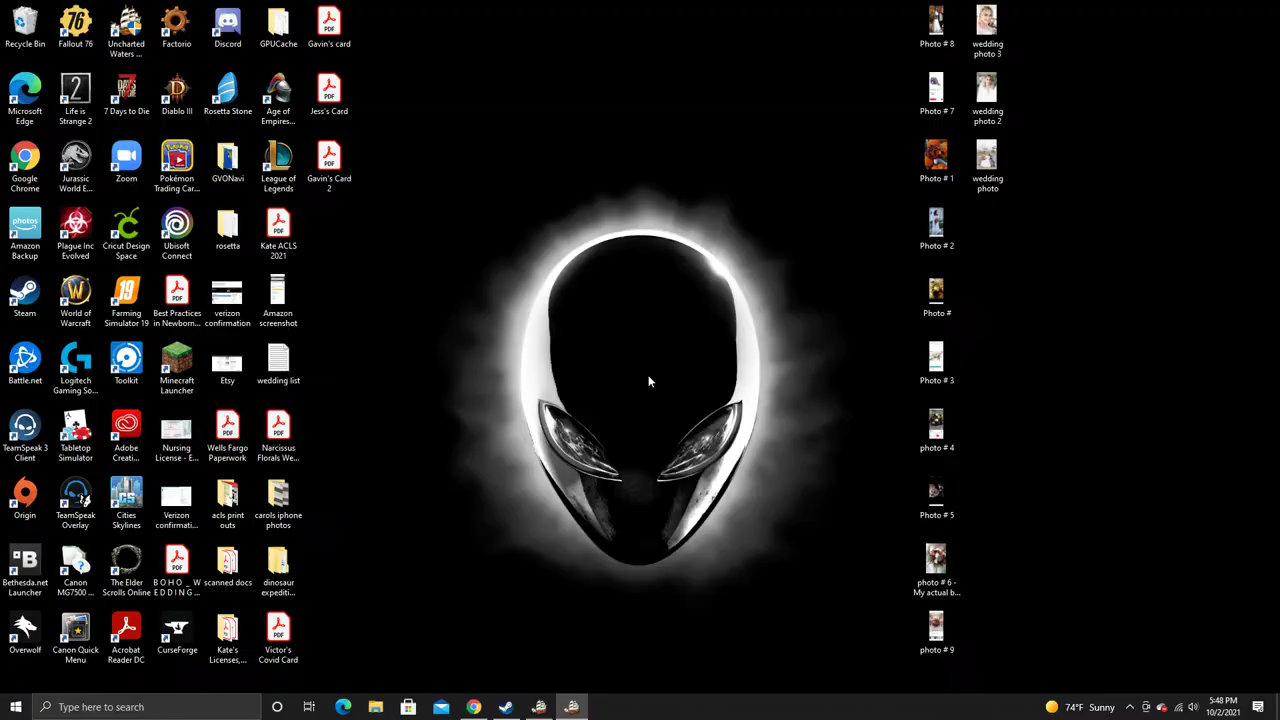 Recycle Bin
Fallout 76
Uncharted
Waters ...
Factorio
Discord
GPUCache
Gavin's card
Photo # 8
wedding
photo 3
Microsoft
Edge
Life is
Strange 2
7 Days to Die
Diablo III
Rosetta Stone
Age of
Empires...
Jess's Card
Photo # 7
wedding
photo 2
Google
Chrome
Jurassic
World E...
Zoom
Pokémon
Trading Car...
GVONavi
League of
Legends
Gavin's Card
2
Photo # 1
wedding
photo
Amazon
Backup
Plague Inc
Evolved
Cricut Design
Space
Ubisoft
Connect
rosetta
Kate ACLS
2021
Photo # 2
Steam
World of
Warcraft
Farming
Simulator 19
Best Practices
in Newborn...
verizon
confirmation
Amazon
screenshot
Photo #
Battle.net
Logitech
Gaming So...
Toolkit
Minecraft
Launcher
Etsy
wedding list
Photo # 3
TeamSpeak 3
Client
Tabletop
Simulator
Adobe
Creati...
Nursing
License - E...
Wells Fargo
Paperwork
Narcissus
Florals We...
photo # 4
Origin
TeamSpeak
Overlay
Cities
Skylines
Verizon
confirmati...
acls print
outs
carols iphone
photos
Photo # 5
Bethesda.net
Launcher
Canon
MG7500 ...
The Elder
Scrolls Online
B O H O _ W
E D D I N G ...
scanned docs
dinosaur
expediti...
photo # 6 -
My actual b...
Overwolf
Canon Quick
Menu
Acrobat
Reader DC
CurseForge
Kate's
Licenses,...
Victor's
Covid Card
photo # 9
Type here to search
74°F Sunny
5:48 PM
10/2/2021